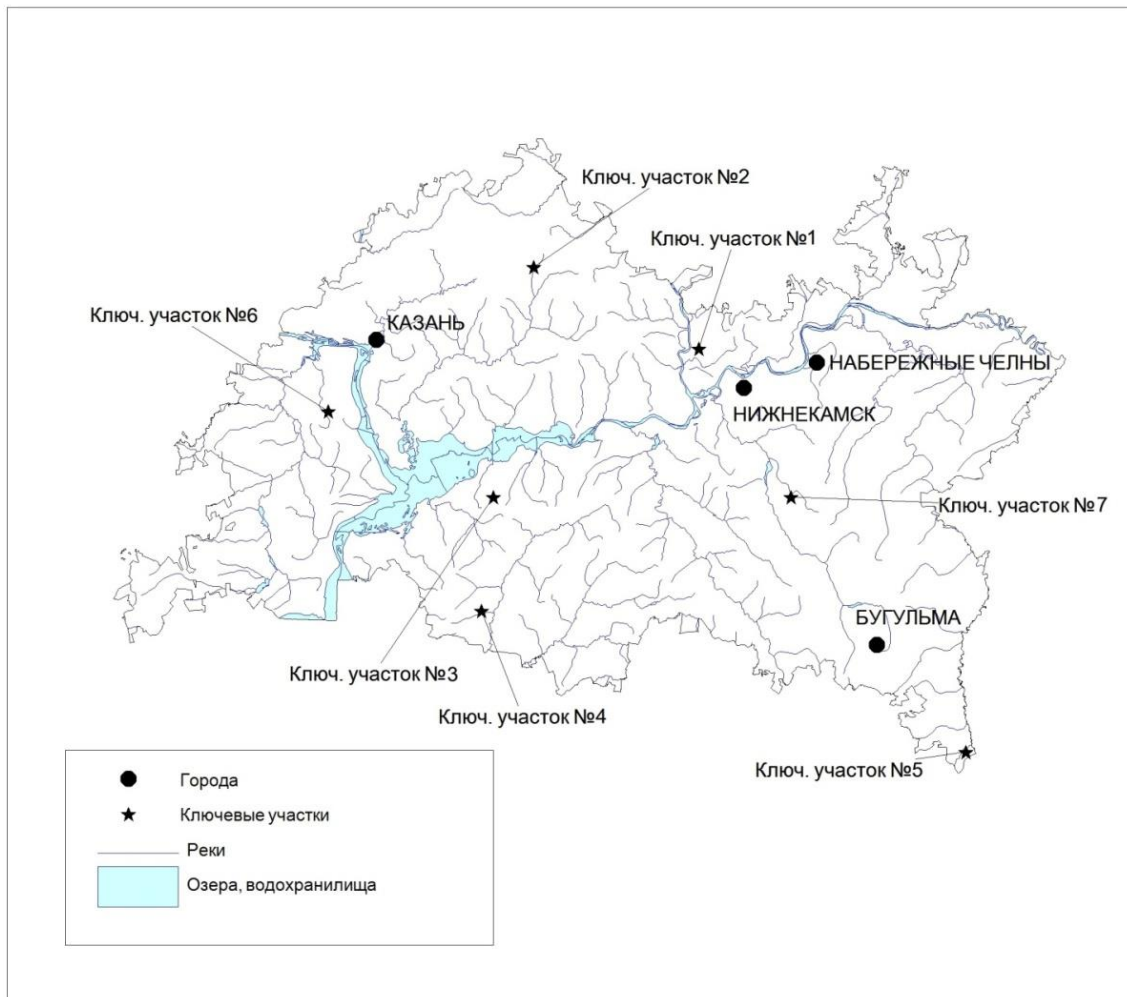 Ключ. участок №2
Ключ. участок №1
Ключ. участок №6
КАЗАНЬ
НАБЕРЕЖНЫЕ ЧЕЛНЫ
НИЖНЕКАМСК
Ключ. участок №7
БУГУЛЬМА
Ключ. участок №3
Ключ. участок №4
Ключ. участок №5
Города
Ключевые участки
Реки
Озера, водохранилища